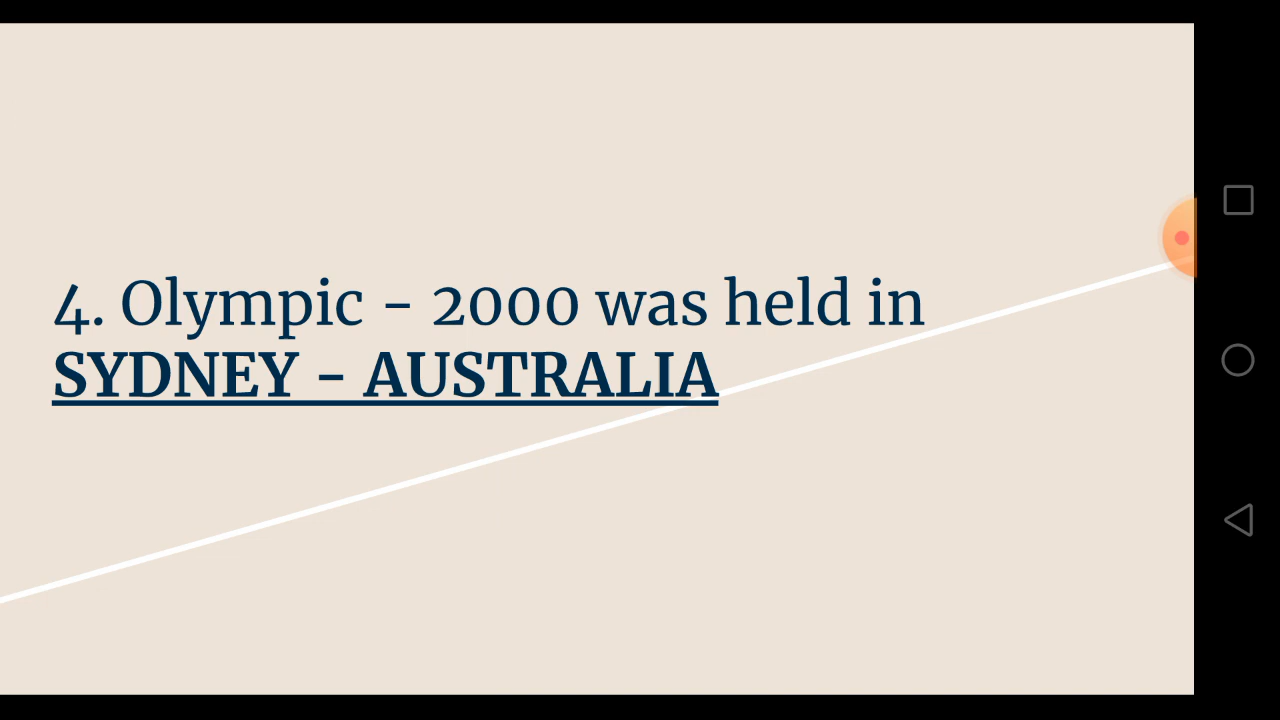 4. Olympic - 2000 was held in
SYDNEY - AUSTRALIA